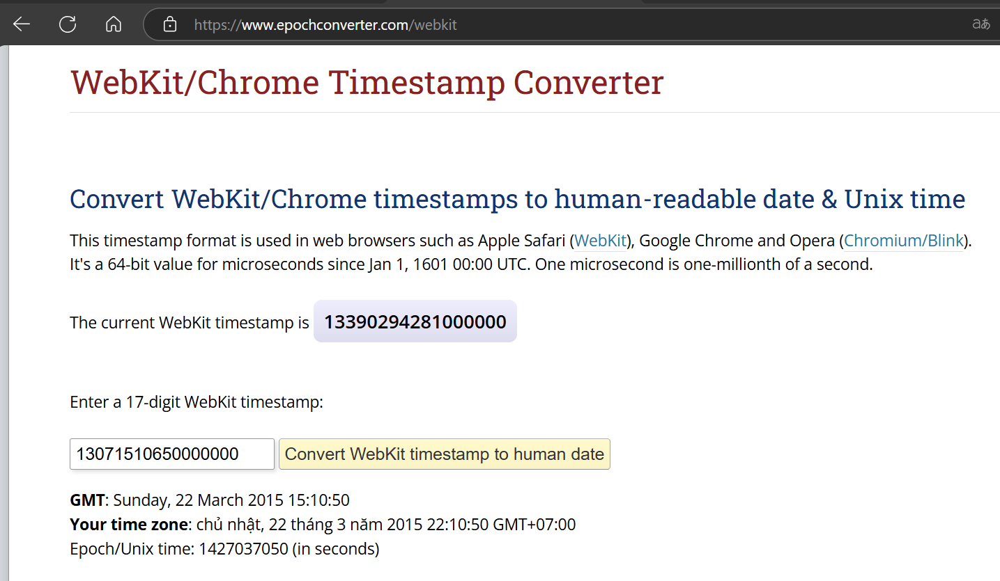 https://www.epochconverter.com/webkit
aあ
WebKit/Chrome Timestamp Converter
Convert WebKit/Chrome timestamps to human-readable date & Unix time
This timestamp format is used in web browsers such as Apple Safari (WebKit), Google Chrome and Opera (Chromium/Blink).
It's a 64-bit value for microseconds since Jan 1, 1601 00:00 UTC. One microsecond is one-millionth of a second.
The current WebKit timestamp is 13390294281000000
Enter a 17-digit WebKit timestamp:
13071510650000000 Convert WebKit timestamp to human date
GMT: Sunday, 22 March 2015 15:10:50
Your time zone: chủ nhật, 22 tháng 3 năm 2015 22:10:50 GMT+07:00
Epoch/Unix time: 1427037050 (in seconds)